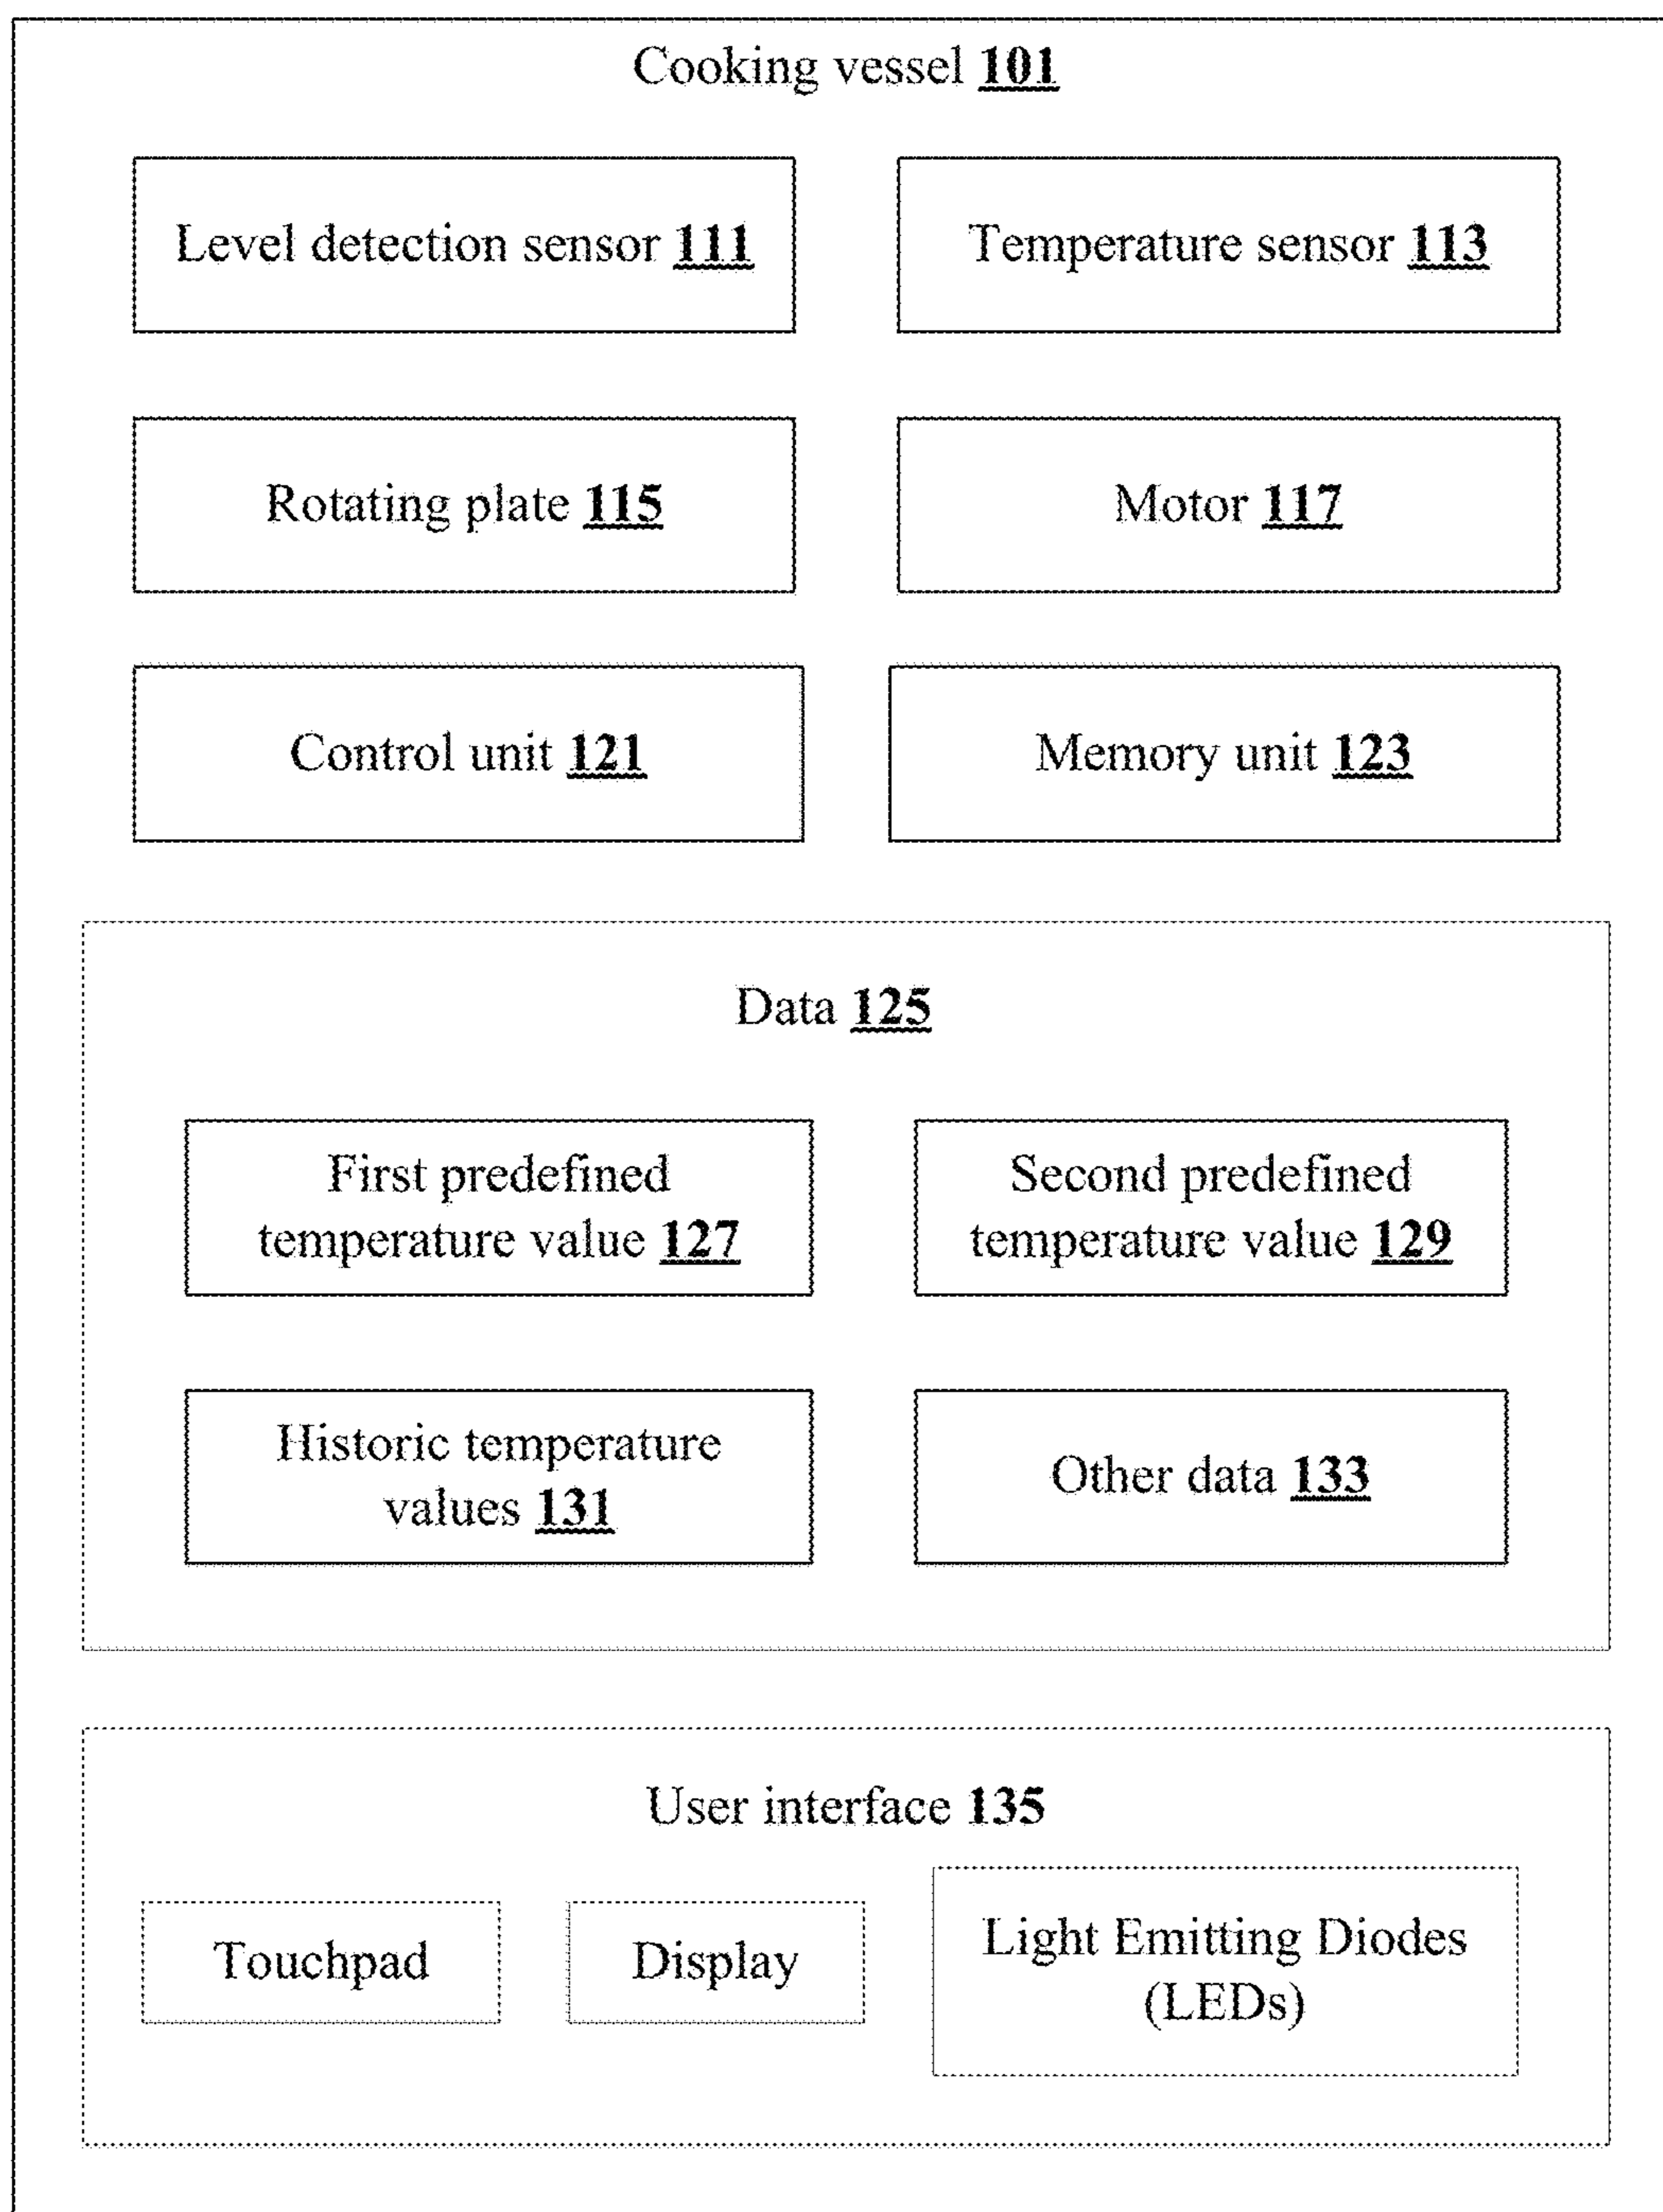 Cooking vessel 101
Level detection sensor 111
Temperature sensor 113
Rotating plate 115
Motor 117
Control unit 121
Memory unit 123
Data 125
First predefined
temperature value 127
Second predefined
temperature value 129
Historic temperature
values 131
Other data 133
User interface 135
Touchpad
Display
Light Emitting Diodes
(LEDs)